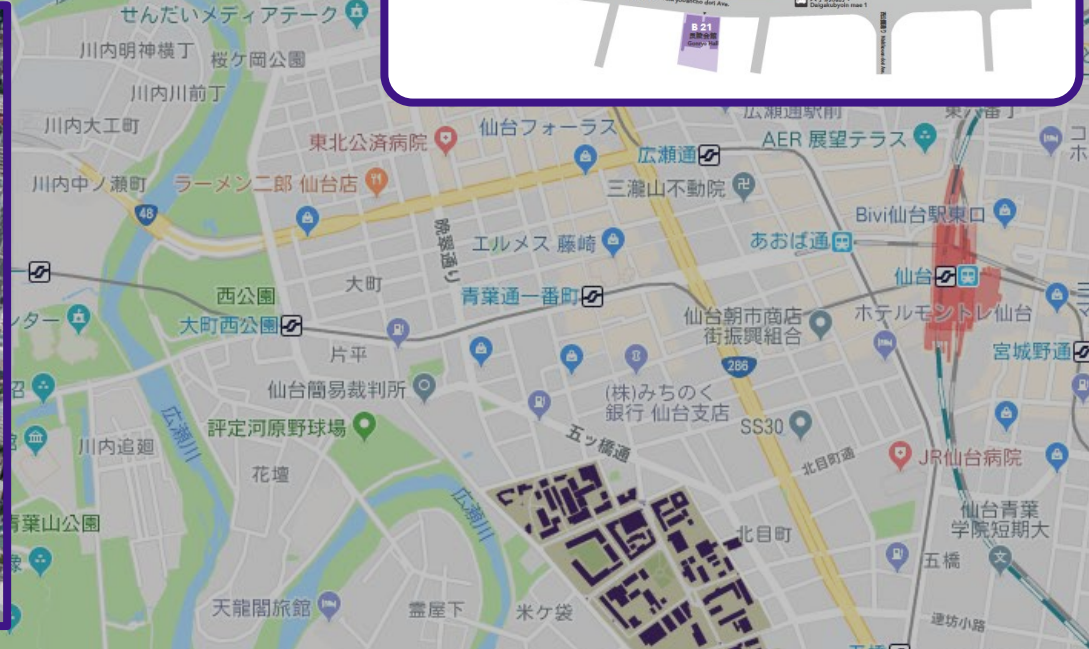 せんだいメディアテーク
川内明神横丁
桜ケ岡公園
川内川前丁
川内大工町
東北公済病院
仙台フォーラス
広瀬通
AER 展望テラス
川内中ノ瀬町
ラーメン二郎 仙台店
三瀧山不動院
48
晩翠通り
Bivi仙台駅東口
エルメス 藤崎
あおば通
西公園
大町
青葉通一番町
仙台
大町西公園
仙台朝市商店
街振興組合
ホテルモントレ仙台
片平
宮城野通
286
仙台簡易裁判所
(株)みちのく
銀行 仙台支店
SS30
評定河原野球場
五ッ橋通
川内追廻
広瀬川
花壇
北目町通
JR仙台病院
広瀬川
青葉山公園
北目町
仙台青葉
学院短期大
五橋
天龍閣旅館
霊屋下
米ケ袋
連坊小路
B 21